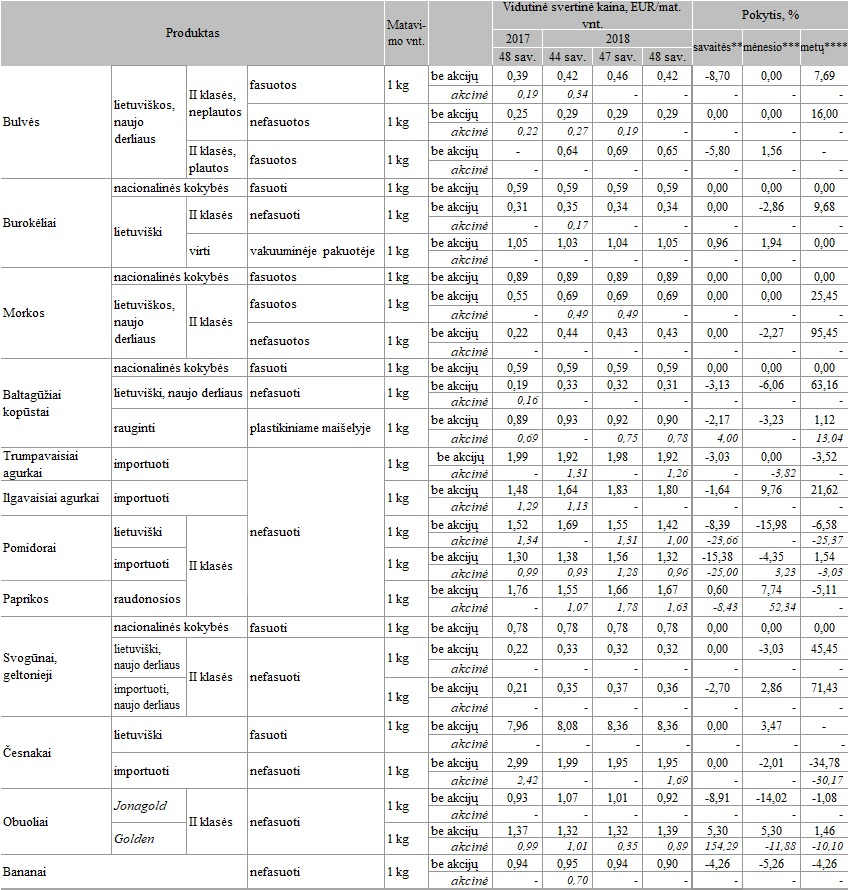 Produktas Matavi- Vidutinė svertinė kaina, EUR/mat. Pokytis, %
mo vnt. vnt.
2017 2018 savaitės** mėnesio*** metų****
48 sav. 44 sav. 47 sav. 48 sav.
Bulvės lietuviškos, naujo derliaus II klasės, neplautos fasuotos 1 kg be akcijų 0,39 0,42 0,46 0,42 -8,70 0,00 7,69
akcinė 0,19 0,34 - - - - -
nefasuotos 1 kg be akcijų 0,25 0,29 0,29 0,29 0,00 0,00 16,00
akcinė 0,22 0,27 0,19 - - - -
II klasės, plautos fasuotos 1 kg be akcijų - 0,64 0,69 0,65 -5,80 1,56 -
akcinė - - - - - - -
Burokėliai nacionalinės kokybės fasuoti 1 kg be akcijų 0,59 0,59 0,59 0,59 0,00 0,00 0,00
lietuviški II klasės nefasuoti 1 kg be akcijų 0,31 0,35 0,34 0,34 0,00 -2,86 9,68
akcinė - 0,17 - - - - -
virti vakuuminėje pakuotėje 1 kg be akcijų 1,05 1,03 1,04 1,05 0,96 1,94 0,00
akcinė - - - - - - -
Morkos nacionalinės kokybės fasuotos 1 kg be akcijų 0,89 0,89 0,89 0,89 0,00 0,00 0,00
lietuviškos, naujo derliaus II klasės fasuotos 1 kg be akcijų 0,55 0,69 0,69 0,69 0,00 0,00 25,45
akcinė - 0,49 0,49 - - - -
nefasuotos 1 kg be akcijų 0,22 0,44 0,43 0,43 0,00 -2,27 95,45
akcinė - - - - - - -
Baltagūžiai kopūstai nacionalinės kokybės fasuoti 1 kg be akcijų 0,59 0,59 0,59 0,59 0,00 0,00 0,00
lietuviški, naujo derliaus nefasuoti 1 kg be akcijų 0,19 0,33 0,32 0,31 -3,13 -6,06 63,16
akcinė 0,16 - - - - - -
rauginti plastikiniame maišelyje 1 kg be akcijų 0,89 0,93 0,92 0,90 -2,17 -3,23 1,12
akcinė 0,69 - 0,75 0,78 4,00 - 13,04
Trumpavaisiai agurkai importuoti nefasuoti 1 kg be akcijų 1,99 1,92 1,98 1,92 -3,03 0,00 -3,52
akcinė - 1,31 - 1,26 - -3,82 -
Ilgavaisiai agurkai importuoti 1 kg be akcijų 1,48 1,64 1,83 1,80 -1,64 9,76 21,62
akcinė 1,29 1,13 - - - - -
Pomidorai lietuviški II klasės 1 kg be akcijų 1,52 1,69 1,55 1,42 -8,39 -15,98 -6,58
akcinė 1,34 - 1,31 1,00 -23,66 - -25,37
importuoti 1 kg be akcijų 1,30 1,38 1,56 1,32 -15,38 -4,35 1,54
akcinė 0,99 0,93 1,28 0,96 -25,00 3,23 -3,03
Paprikos raudonosios 1 kg be akcijų 1,76 1,55 1,66 1,67 0,60 7,74 -5,11
akcinė - 1,07 1,78 1,63 -8,43 52,34 -
Svogūnai, geltonieji nacionalinės kokybės fasuoti 1 kg be akcijų 0,78 0,78 0,78 0,78 0,00 0,00 0,00
lietuviški, naujo derliaus II klasės nefasuoti 1 kg be akcijų 0,22 0,33 0,32 0,32 0,00 -3,03 45,45
akcinė - - - - - - -
importuoti, naujo derliaus 1 kg be akcijų 0,21 0,35 0,37 0,36 -2,70 2,86 71,43
akcinė - - - - - - -
Česnakai lietuviški fasuoti 1 kg be akcijų 7,96 8,08 8,36 8,36 0,00 3,47 -
akcinė - - - - - - -
importuoti nefasuoti 1 kg be akcijų 2,99 1,99 1,95 1,95 0,00 -2,01 -34,78
akcinė 2,42 - - 1,69 - - -30,17
Obuoliai Jonagold II klasės nefasuoti 1 kg be akcijų 0,93 1,07 1,01 0,92 -8,91 -14,02 -1,08
akcinė - - - - - - -
Golden 1 kg be akcijų 1,37 1,32 1,32 1,39 5,30 5,30 1,46
akcinė 0,99 1,01 0,35 0,89 154,29 -11,88 -10,10
Bananai nefasuoti 1 kg be akcijų 0,94 0,95 0,94 0,90 -4,26 -5,26 -4,26
akcinė - 0,70 - - - - -